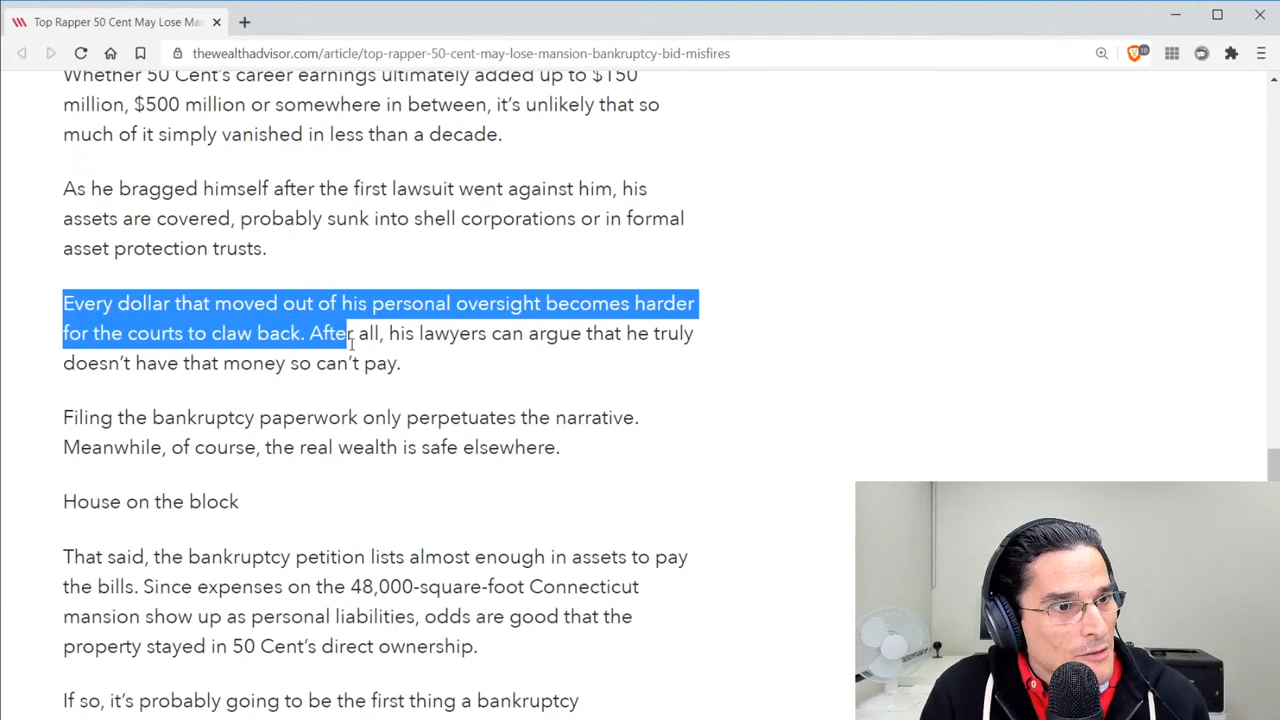 Top Rapper 50 Cent May Lose Man
thewealthadvisor.com/article/top-rapper-50-cent-may-lose-mansion-bankruptcy-bid-misfires
10
Whether 50 Cent's career earnings ultimately added up to $150
million, $500 million or somewhere in between, it's unlikely that so
much of it simply vanished in less than a decade.
As he bragged himself after the first lawsuit went against him, his
assets are covered, probably sunk into shell corporations or in formal
asset protection trusts.
Every dollar that moved out of his personal oversight becomes harder
for the courts to claw back. After all, his lawyers can argue that he truly
doesn't have that money so can't pay.
Filing the bankruptcy paperwork only perpetuates the narrative.
Meanwhile, of course, the real wealth is safe elsewhere.
House on the block
That said, the bankruptcy petition lists almost enough in assets to pay
the bills. Since expenses on the 48,000-square-foot Connecticut
mansion show up as personal liabilities, odds are good that the
property stayed in 50 Cent's direct ownership.
If so, it's probably going to be the first thing a bankruptcy